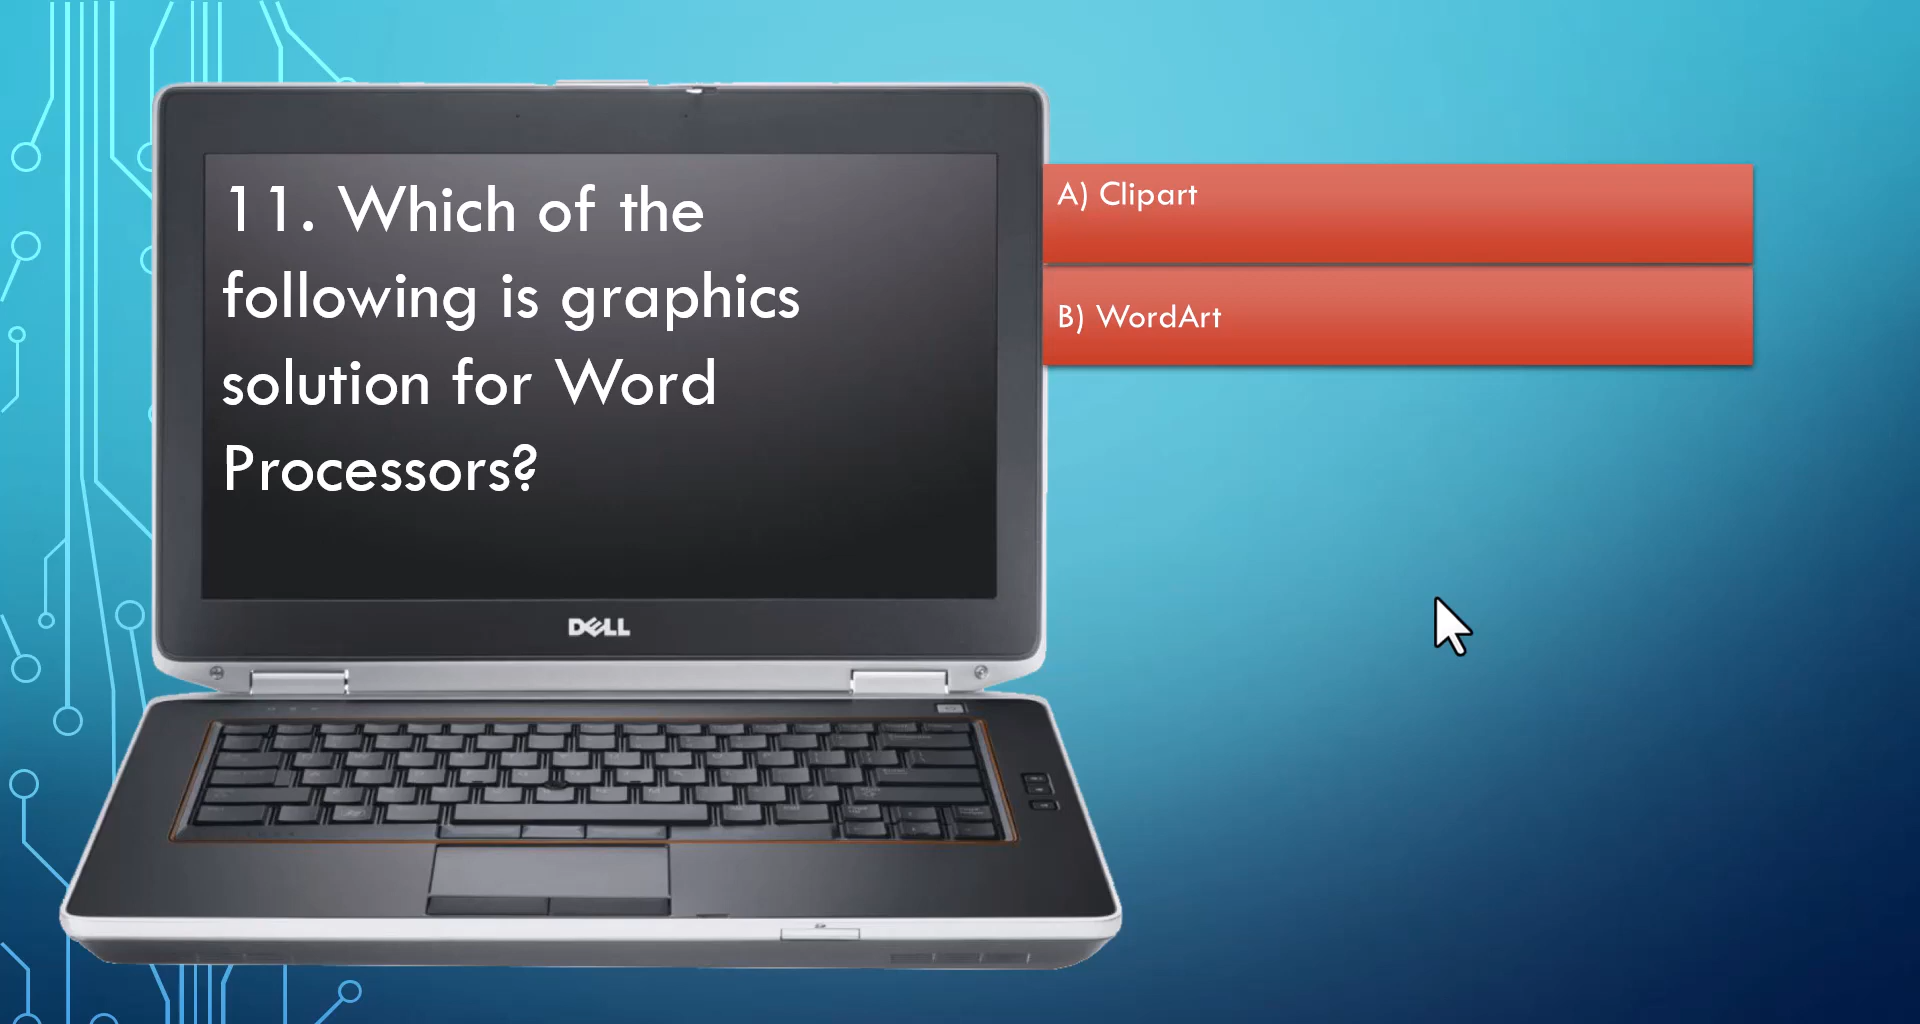 11. Which of the
following is graphics
solution for Word
Processors?
A) Clipart
B) WordArt
DELL